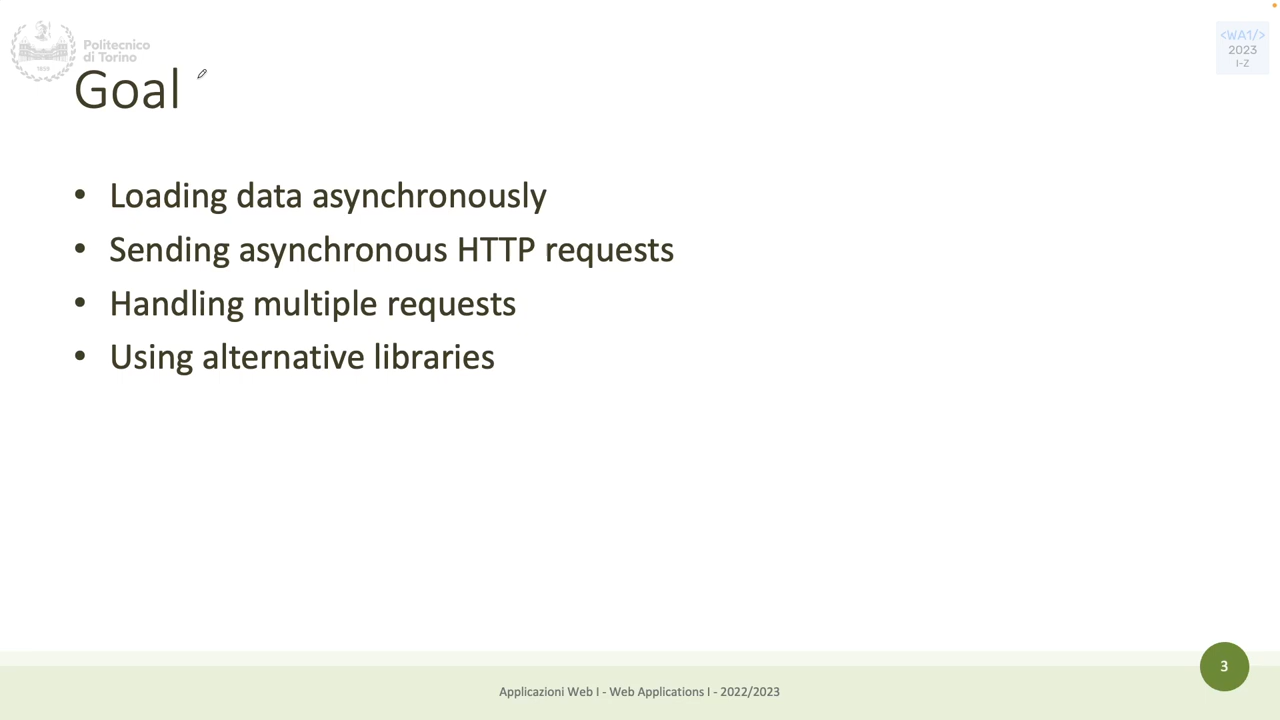 Politecnico
di Torino
1859
<WA1/>
2023
I-Z
Goal
• Loading data asynchronously
• Sending asynchronous HTTP requests
• Handling multiple requests
• Using alternative libraries
3
Applicazioni Web I - Web Applications I - 2022/2023